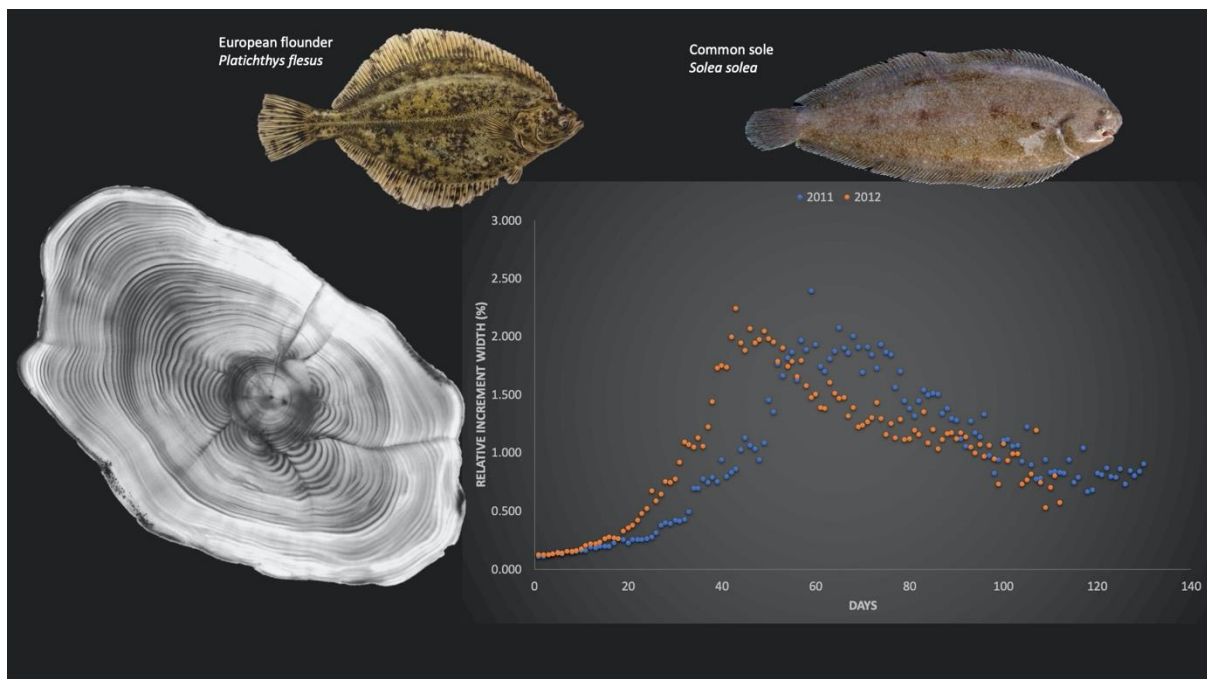 European flounder
Platichthys flesus
Common sole
Solea solea
2011 2012
RELATIVE INCREMENT WIDTH (%)
3.000
2.500
2.000
1.500
1.000
0.500
0.000
0 20 40 60 80 100 120 140
DAYS